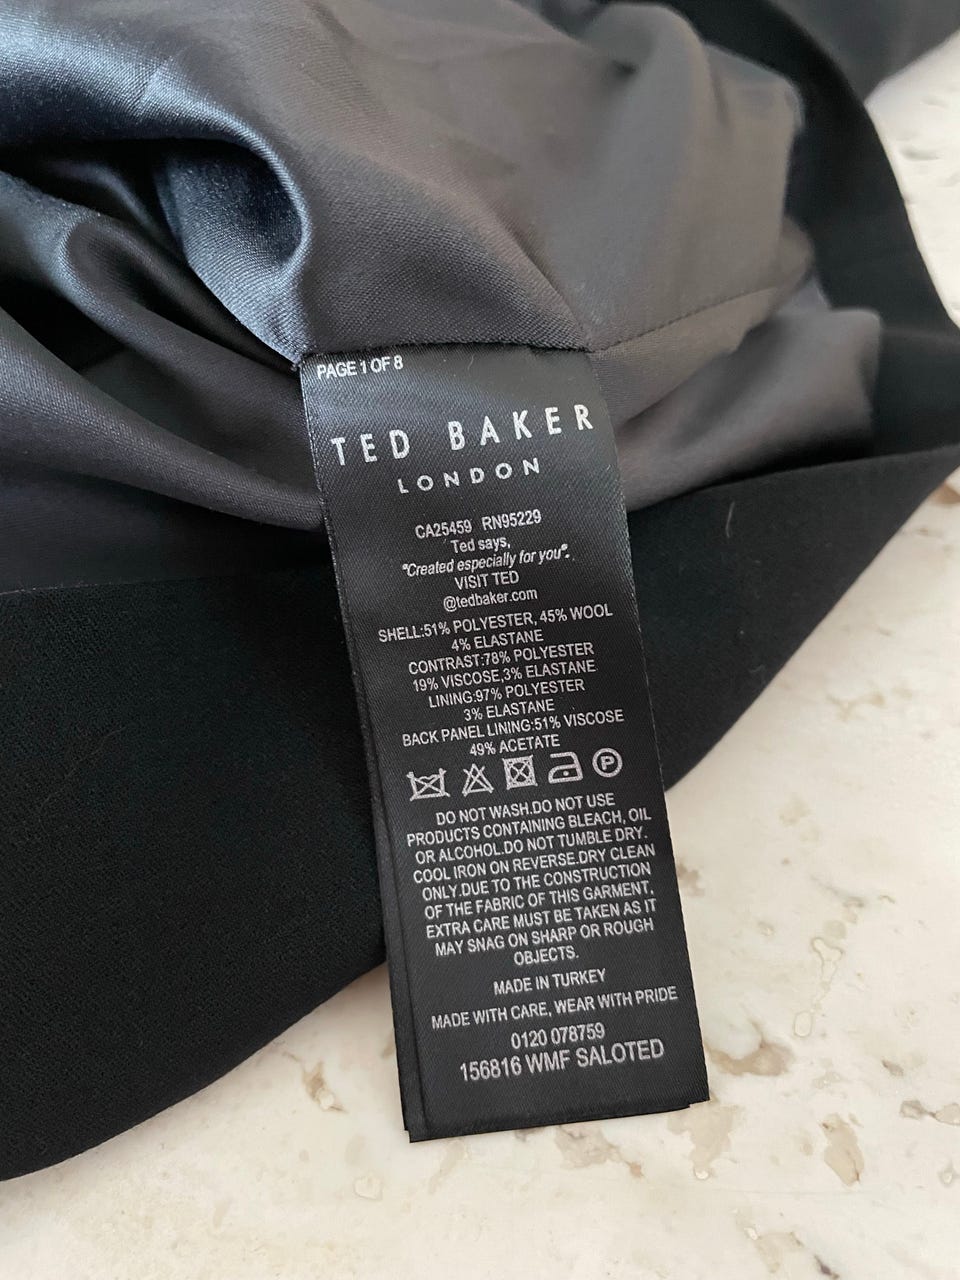 PAGE 1 OF 8
TED BAKER
LONDON
CA25459 RN95229
Ted says,
"Created especially for you".
VISIT TED
@tedbaker.com
SHELL:51% POLYESTER, 45% WOOL
4% ELASTANE
CONTRAST:78% POLYESTER
19% VISCOSE,3% ELASTANE
LINING:97% POLYESTER
3% ELASTANE
BACK PANEL LINING:51% VISCOSE
49% ACETATE
P
DO NOT WASH.DO NOT USE
PRODUCTS CONTAINING BLEACH, OIL
OR ALCOHOL.DO NOT TUMBLE DRY.
COOL IRON ON REVERSE.DRY CLEAN
ONLY.DUE TO THE CONSTRUCTION
OF THE FABRIC OF THIS GARMENT,
EXTRA CARE MUST BE TAKEN AS IT
MAY SNAG ON SHARP OR ROUGH
OBJECTS.
MADE IN TURKEY
MADE WITH CARE, WEAR WITH PRIDE
0120 078759
156816 WMF SALOTED